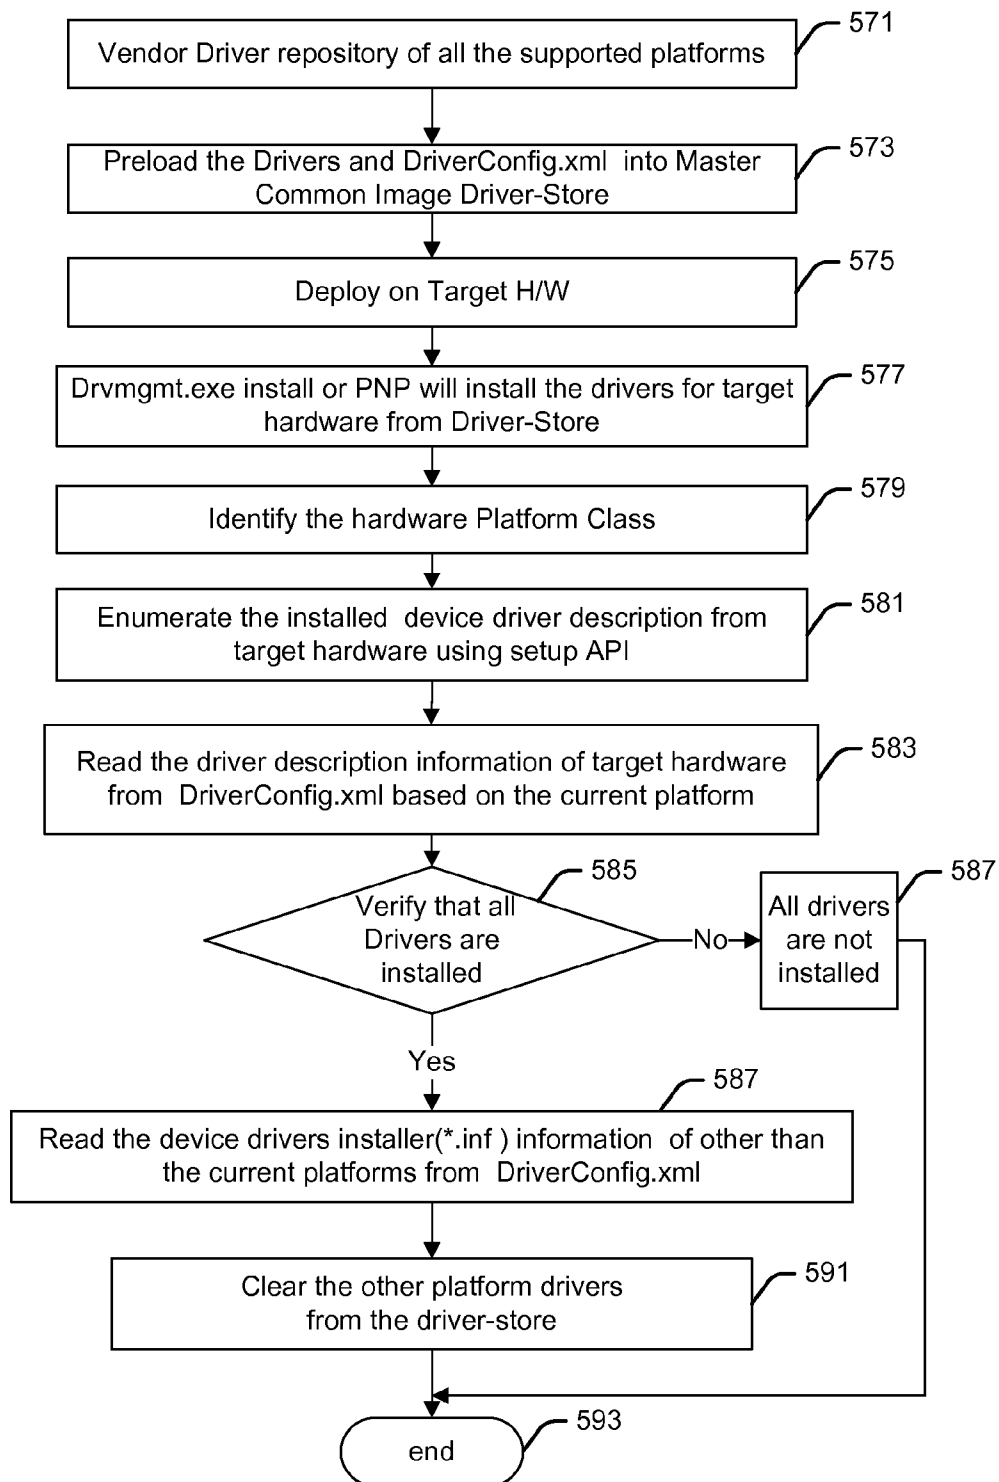 571
Vendor Driver repository of all the supported platforms
573
Preload the Drivers and DriverConfig.xml into Master
Common Image Driver-Store
575
Deploy on Target H/W
577
Drvmgmt.exe install or PNP will install the drivers for target
hardware from Driver-Store
579
Identify the hardware Platform Class
581
Enumerate the installed device driver description from
target hardware using setup API
583
Read the driver description information of target hardware
from DriverConfig.xml based on the current platform
585
Verify that all
Drivers are
installed
No
587
All drivers
are not
installed
Yes
587
Read the device drivers installer(*.inf ) information of other than
the current platforms from DriverConfig.xml
591
Clear the other platform drivers
from the driver-store
593
end